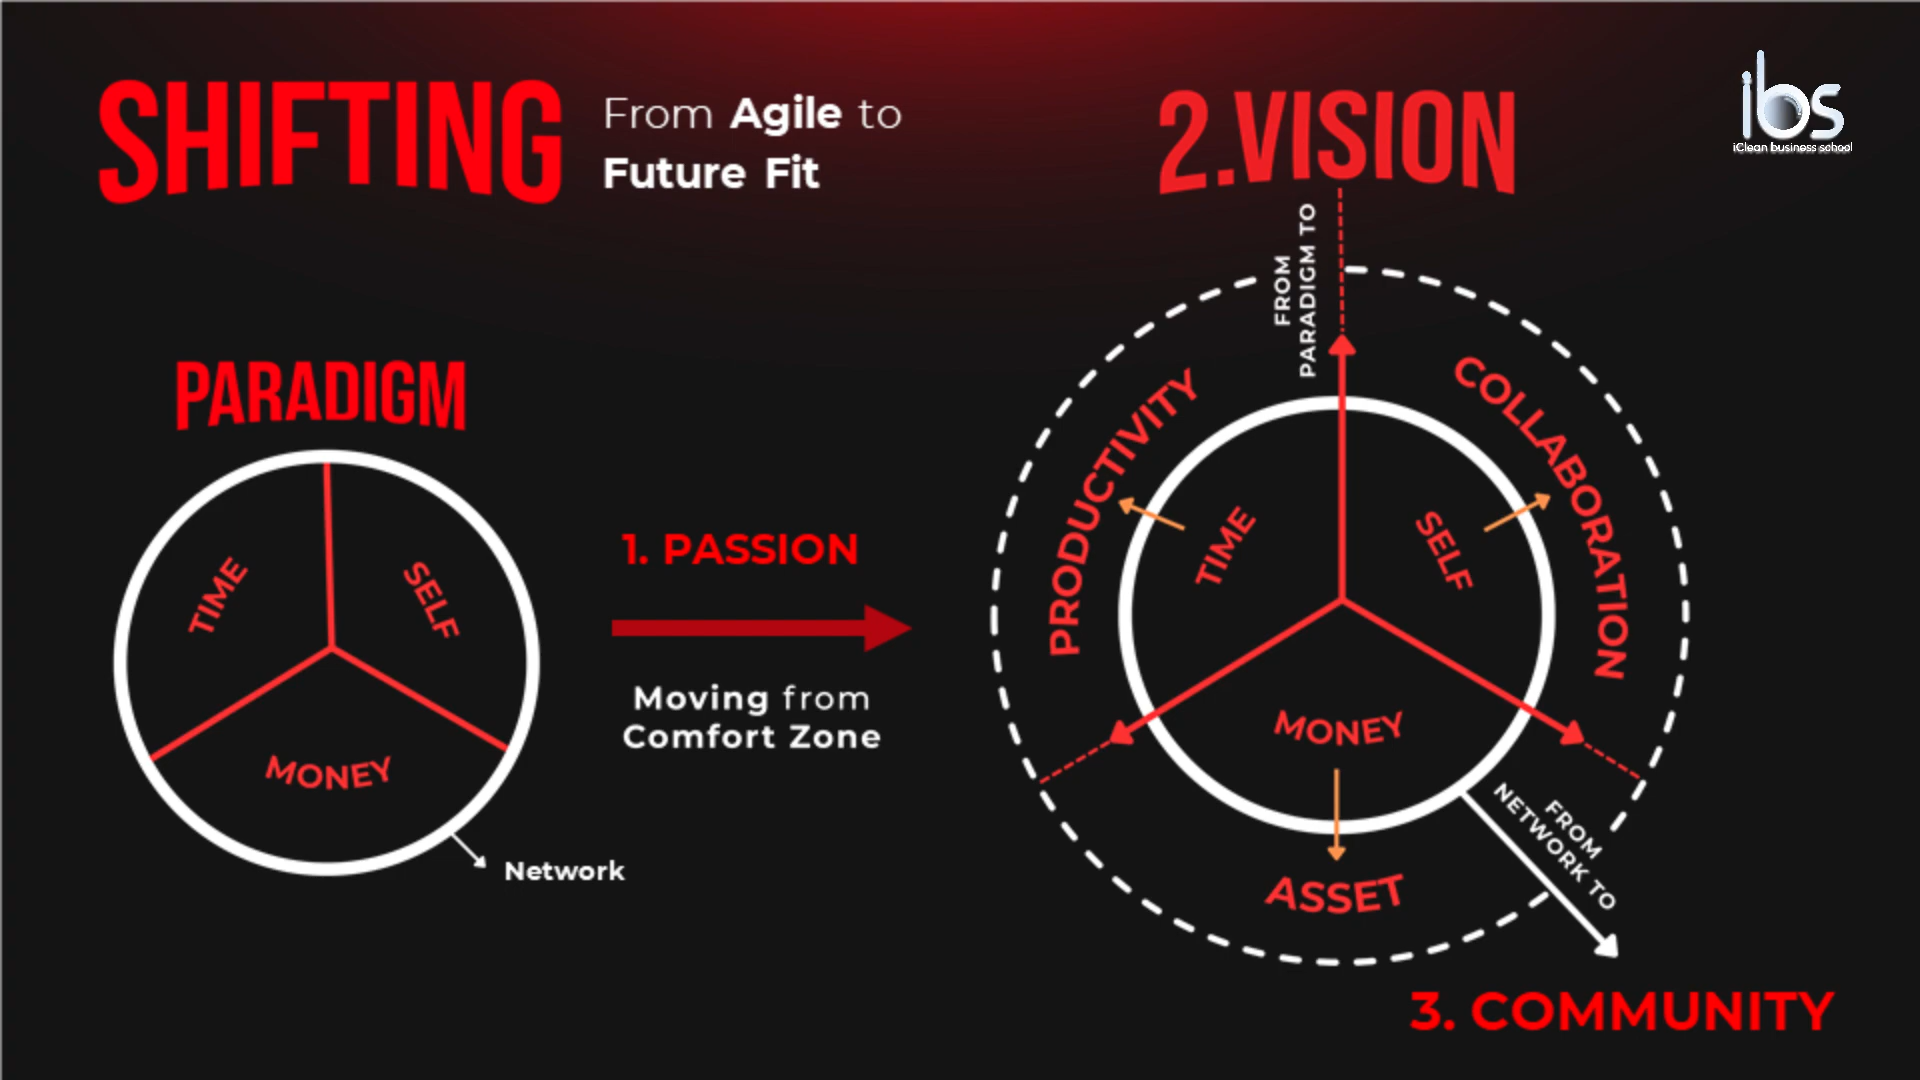 SHIFTING
From Agile to
Future Fit
2.VISION
ibs
iClean business school
FROM
PARADIGM TO
PARADIGM
TIME
SELF
MONEY
Network
1. PASSION
Moving from
Comfort Zone
PRODUCTIVITY
COLLABORATION
TIME
SELF
MONEY
ASSET
FROM
NETWORK TO
3. COMMUNITY